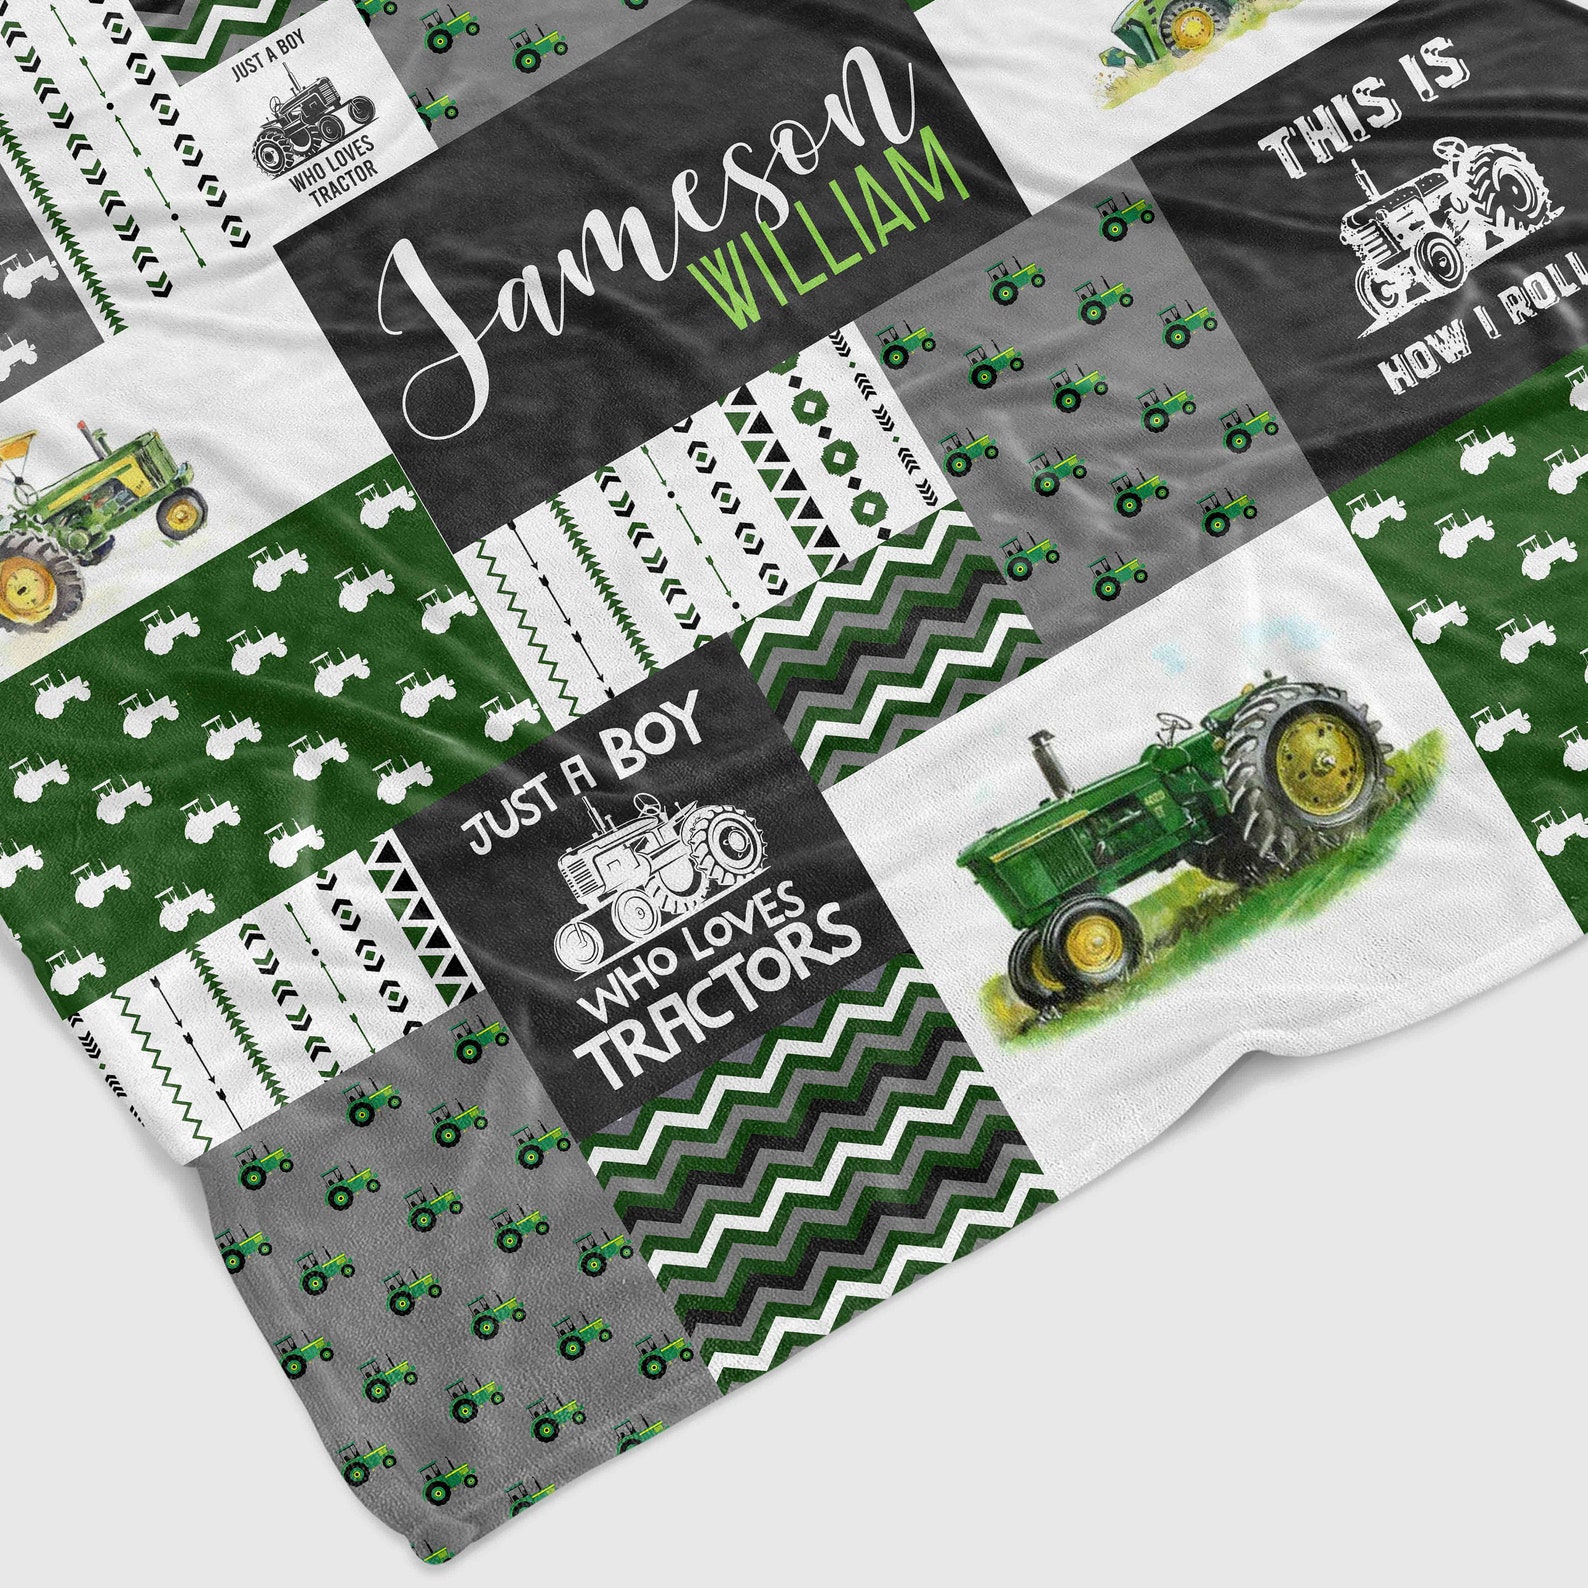 JUST A BOY
WHO LOVES
TRACTOR
Jameson
WILLIAM
THIS IS
HOW I ROLL
JUST A BOY
WHO LOVES
TRACTORS